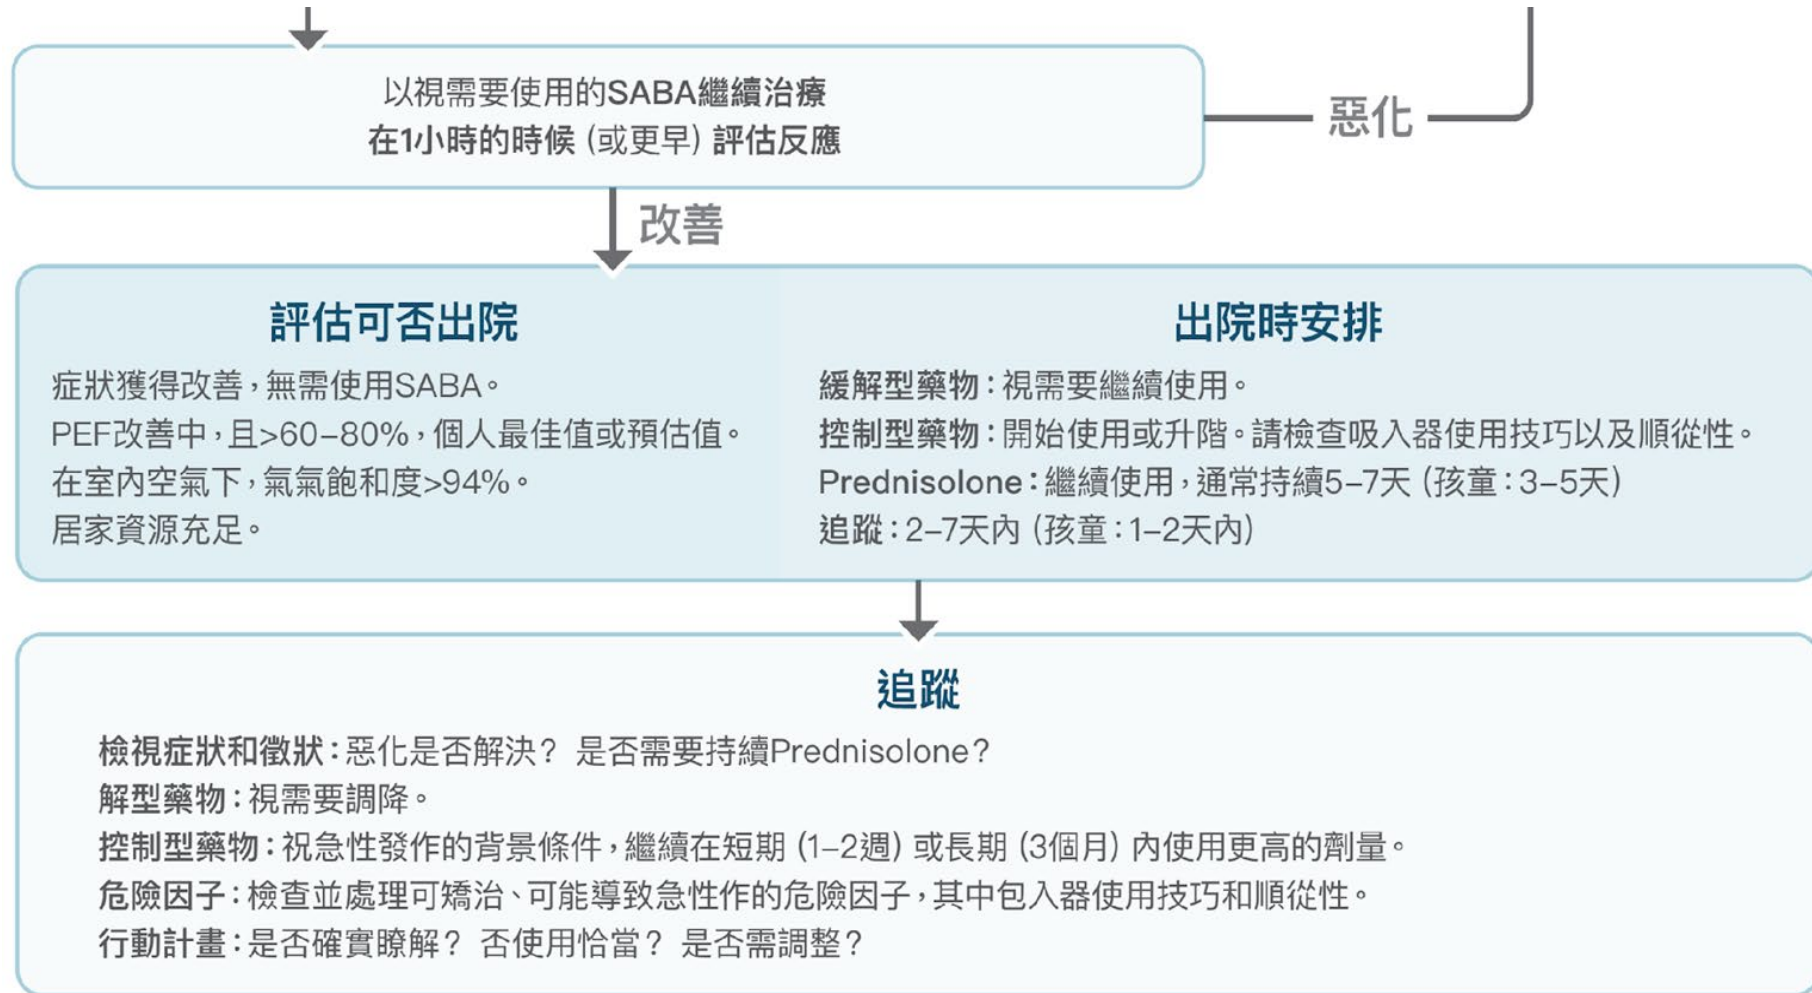 以視需要使用的SABA繼續治療
在1小時的時候 (或更早) 評估反應
惡化
改善
評估可否出院
症狀獲得改善，無需使用SABA。
PEF改善中，且>60–80%，個人最佳值或預估值。
在室內空氣下，氧氣飽和度>94%。
居家資源充足。
出院時安排
緩解型藥物：視需要繼續使用。
控制型藥物：開始使用或升階。請檢查吸入器使用技巧以及順從性。
Prednisolone：繼續使用，通常持續5–7天 (孩童：3–5天)
追蹤：2–7天內 (孩童：1–2天內)
追蹤
檢視症狀和徵狀：惡化是否解決？ 是否需要持續Prednisolone？
解型藥物：視需要調降。
控制型藥物：祝急性發作的背景條件，繼續在短期 (1–2週) 或長期 (3個月) 內使用更高的劑量。
危險因子：檢查並處理可矯治、可能導致急性作的危險因子，其中包入器使用技巧和順從性。
行動計畫：是否確實瞭解？ 否使用恰當？ 是否需調整？